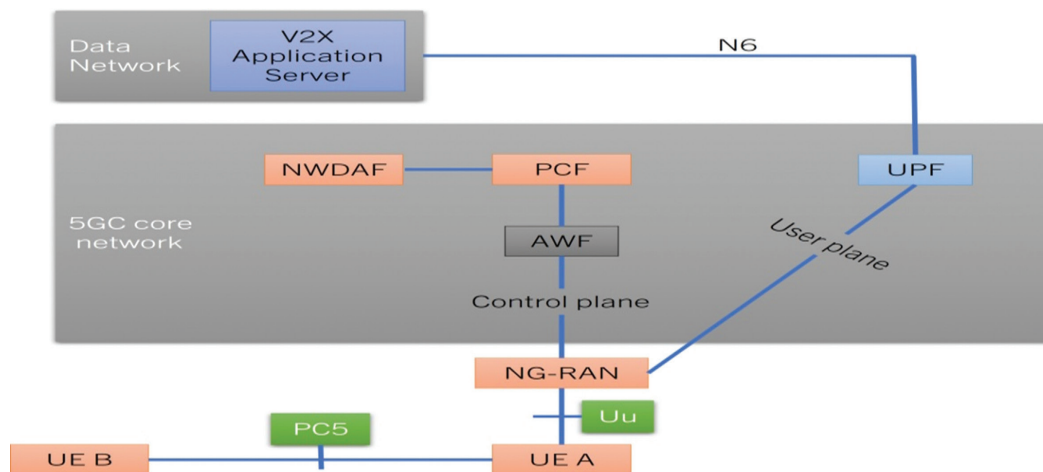 Data
Network
V2X
Application
Server
N6
NWDAF
PCF
UPF
5GC core
network
AWF
User plane
Control plane
NG-RAN
Uu
PC5
UE B
UE A